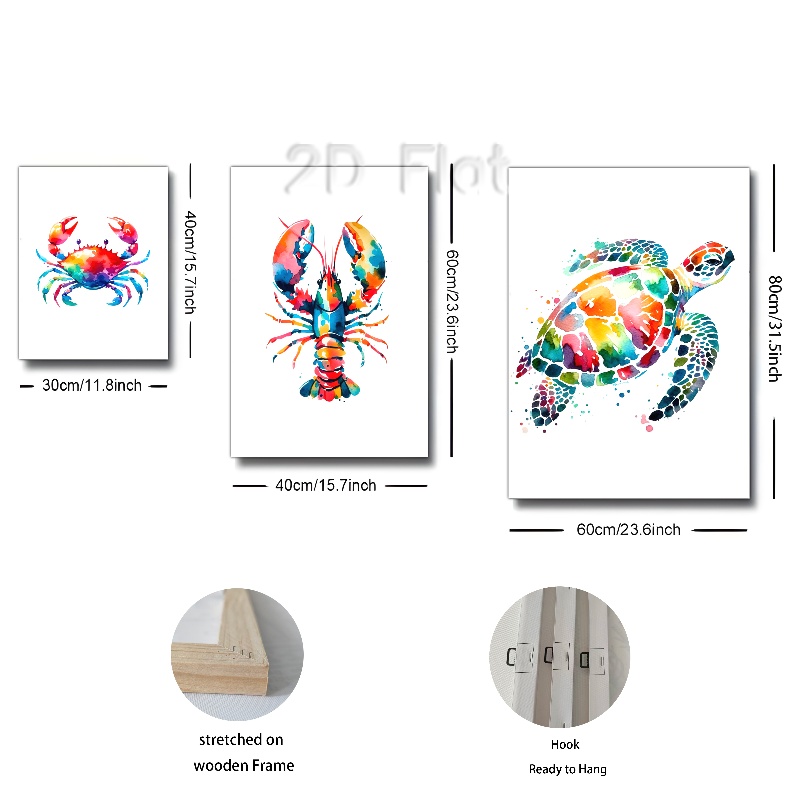 2D Flat
40cm/15.7inch
60cm/23.6inch
80cm/31.5inch
30cm/11.8inch
40cm/15.7inch
60cm/23.6inch
stretched on
wooden Frame
Hook
Ready to Hang